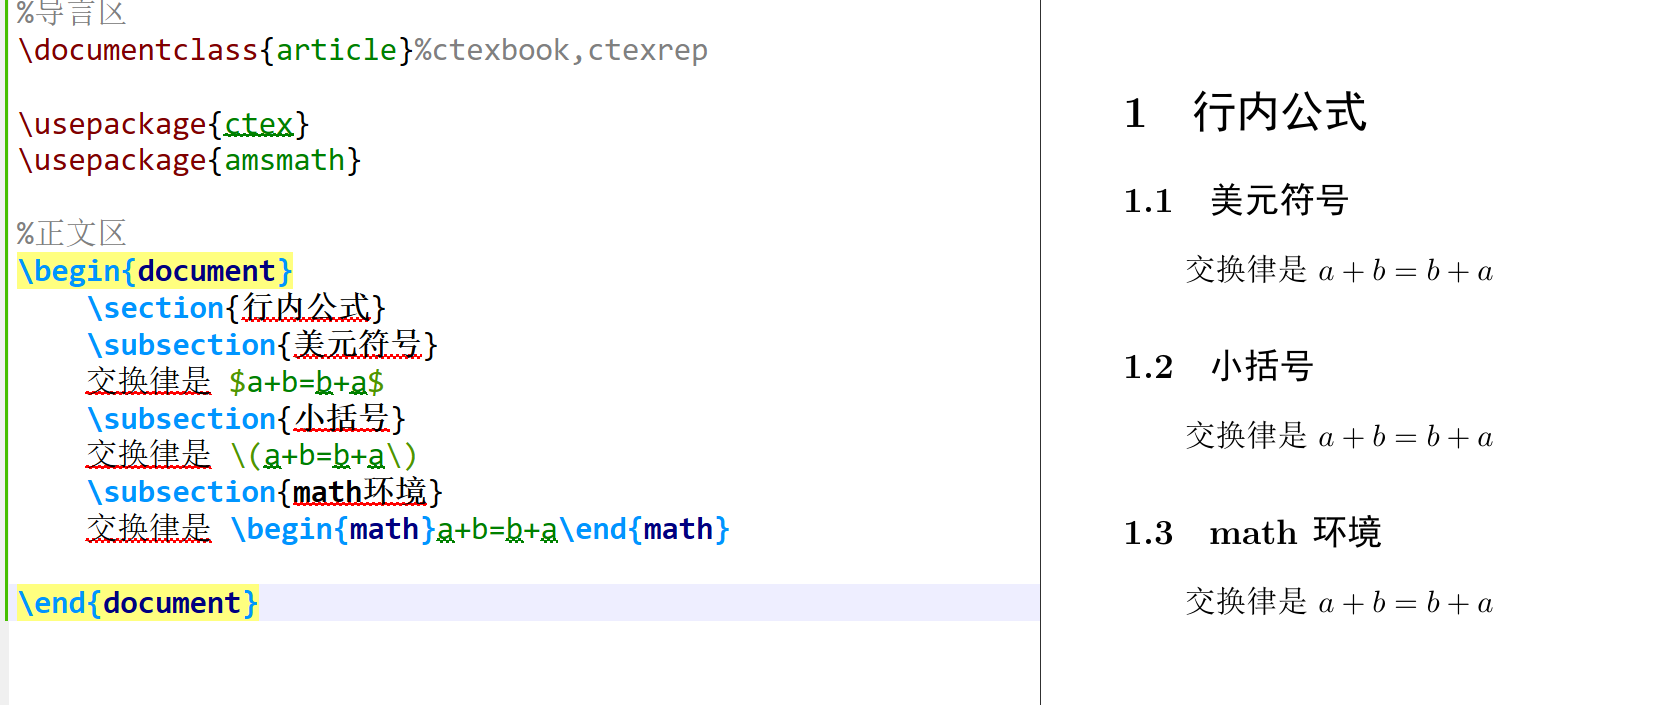 %导言区
\documentclass{article}%ctexbook,ctexrep
\usepackage{ctex}
\usepackage{amsmath}
%正文区
\begin{document}
\section{行内公式}
\subsection{美元符号}
交换律是 $a+b=b+a$
\subsection{小括号}
交换律是 \(a+b=b+a\)
\subsection{math环境}
交换律是 \begin{math}a+b=b+a\end{math}
\end{document}
1 行内公式
1.1 美元符号
交换律是 a + b = b + a
1.2 小括号
交换律是 a + b = b + a
1.3 math 环境
交换律是 a + b = b + a